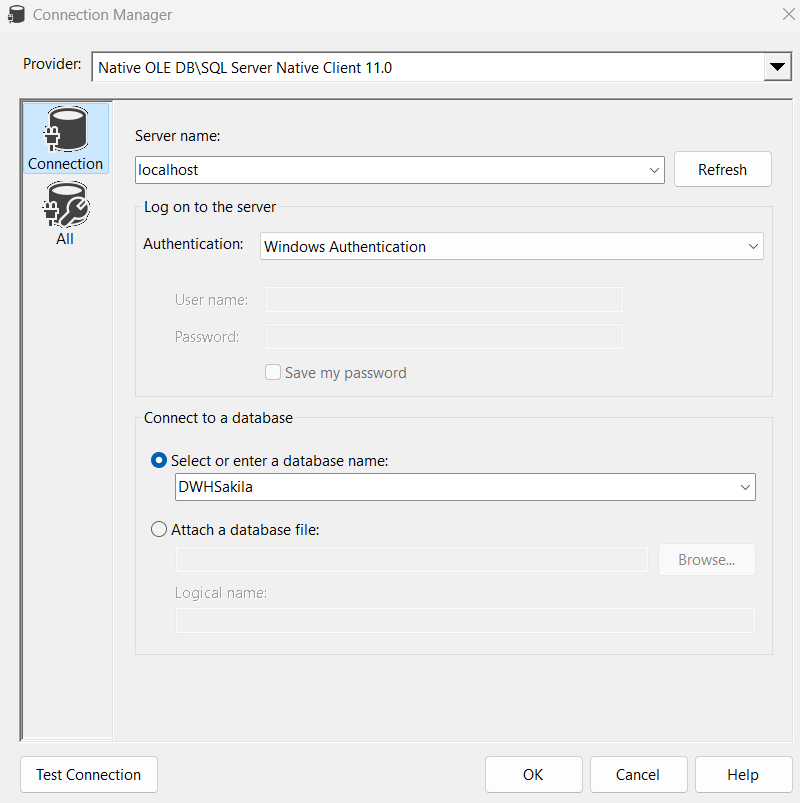 Connection Manager
Provider: Native OLE DB\SQL Server Native Client 11.0
Connection
All
Server name:
localhost Refresh
Log on to the server
Authentication: Windows Authentication
User name:
Password:
Save my password
Connect to a database
Select or enter a database name:
DWHSakila
Attach a database file:
Browse...
Logical name:
Test Connection OK Cancel Help